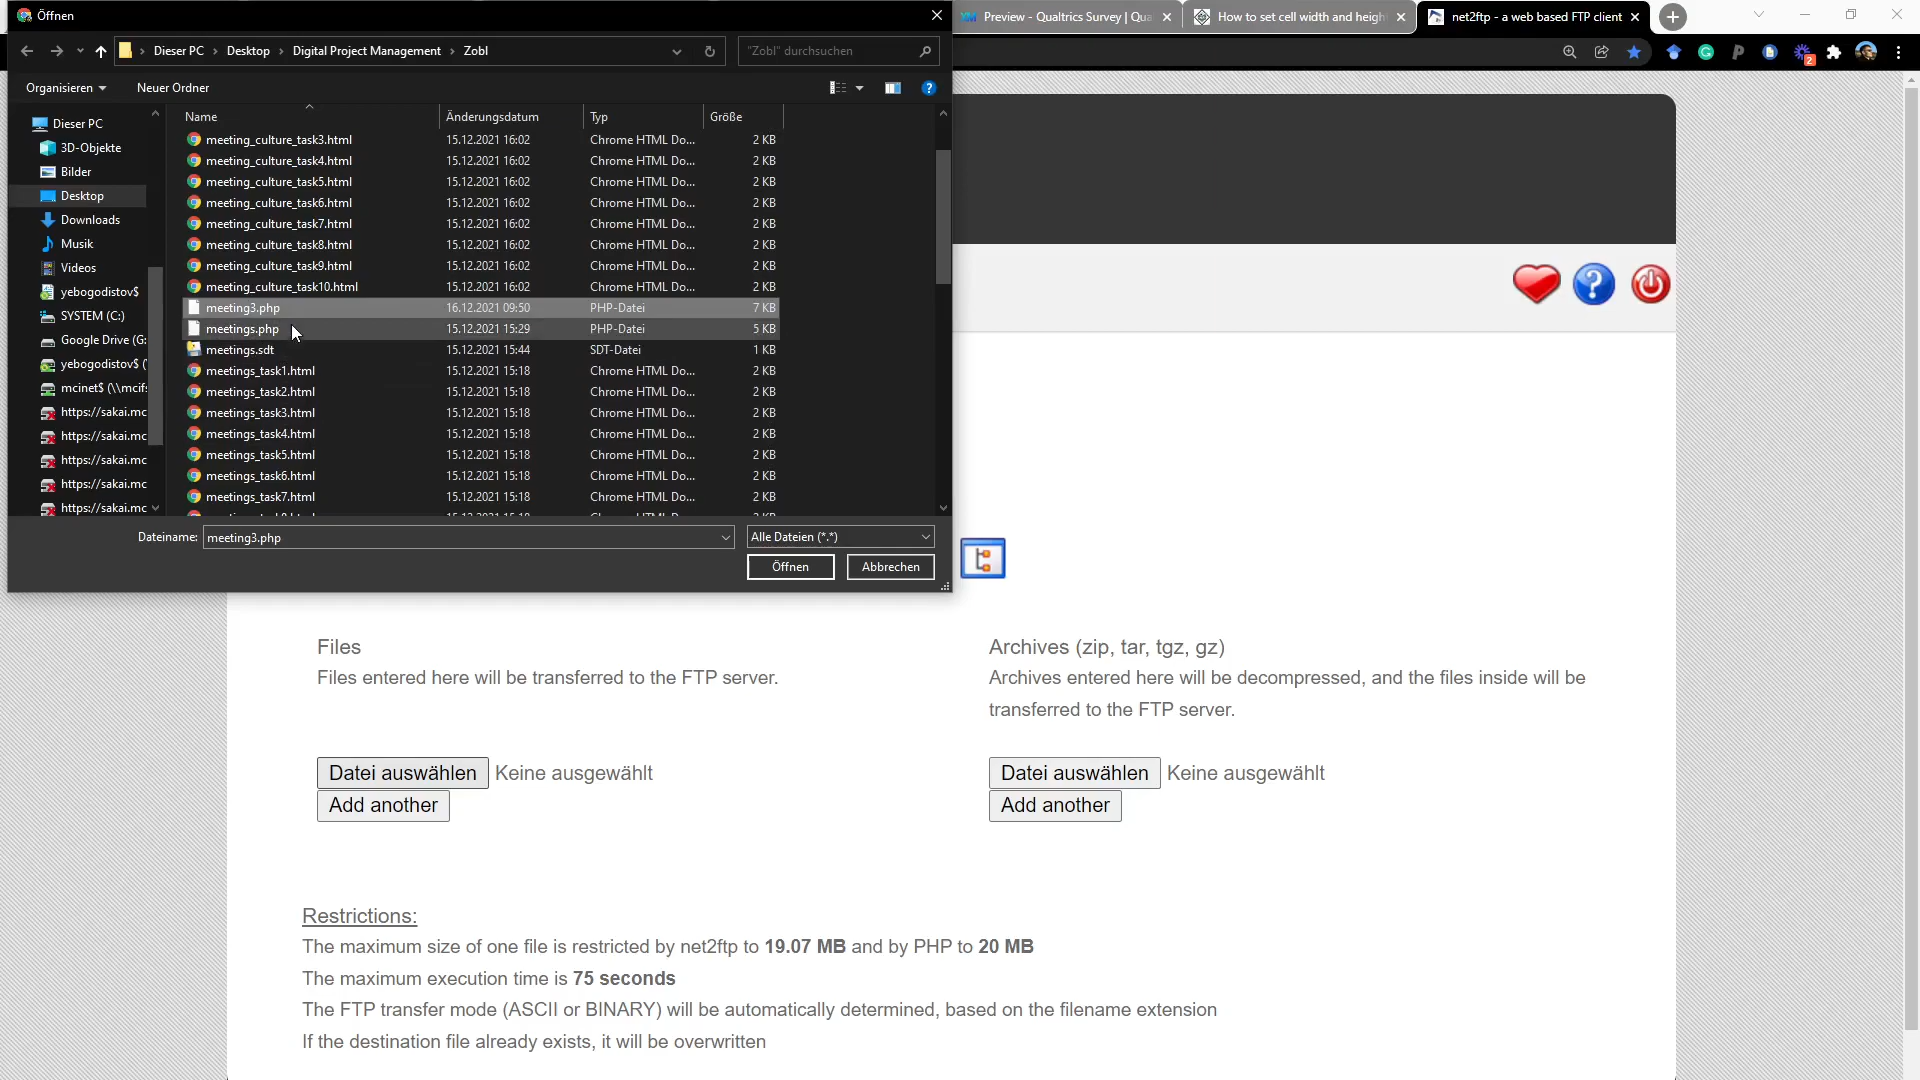 Öffnen
Preview - Qualtrics Survey | Qua
How to set cell width and heigh
net2ftp - a web based FTP client
Dieser PC
Desktop
Digital Project Management
Zobl
"Zobl" durchsuchen
2
Organisieren
Neuer Ordner
Name
Änderungsdatum
Typ
Größe
Dieser PC
3D-Objekte
Bilder
Desktop
Downloads
Musik
Videos
yebogodistov$
SYSTEM (C:)
Google Drive (G:
yebogodistov$ (
mcinet$ (\\mcifs
https://sakai.mc
https://sakai.mc
https://sakai.mc
https://sakai.mc
https://sakai.mc
meeting_culture_task3.html 15.12.2021 16:02 Chrome HTML Do... 2 KB
meeting_culture_task4.html 15.12.2021 16:02 Chrome HTML Do... 2 KB
meeting_culture_task5.html 15.12.2021 16:02 Chrome HTML Do... 2 KB
meeting_culture_task6.html 15.12.2021 16:02 Chrome HTML Do... 2 KB
meeting_culture_task7.html 15.12.2021 16:02 Chrome HTML Do... 2 KB
meeting_culture_task8.html 15.12.2021 16:02 Chrome HTML Do... 2 KB
meeting_culture_task9.html 15.12.2021 16:02 Chrome HTML Do... 2 KB
meeting_culture_task10.html 15.12.2021 16:02 Chrome HTML Do... 2 KB
meeting3.php 16.12.2021 09:50 PHP-Datei 7 KB
meetings.php 15.12.2021 15:29 PHP-Datei 5 KB
meetings.sdt 15.12.2021 15:44 SDT-Datei 1 KB
meetings_task1.html 15.12.2021 15:18 Chrome HTML Do... 2 KB
meetings_task2.html 15.12.2021 15:18 Chrome HTML Do... 2 KB
meetings_task3.html 15.12.2021 15:18 Chrome HTML Do... 2 KB
meetings_task4.html 15.12.2021 15:18 Chrome HTML Do... 2 KB
meetings_task5.html 15.12.2021 15:18 Chrome HTML Do... 2 KB
meetings_task6.html 15.12.2021 15:18 Chrome HTML Do... 2 KB
meetings_task7.html 15.12.2021 15:18 Chrome HTML Do... 2 KB
Dateiname: meeting3.php
Alle Dateien (*.*)
Öffnen
Abbrechen
Files
Files entered here will be transferred to the FTP server.
Datei auswählen Keine ausgewählt
Add another
Archives (zip, tar, tgz, gz)
Archives entered here will be decompressed, and the files inside will be
transferred to the FTP server.
Datei auswählen Keine ausgewählt
Add another
Restrictions:
The maximum size of one file is restricted by net2ftp to 19.07 MB and by PHP to 20 MB
The maximum execution time is 75 seconds
The FTP transfer mode (ASCII or BINARY) will be automatically determined, based on the filename extension
If the destination file already exists, it will be overwritten